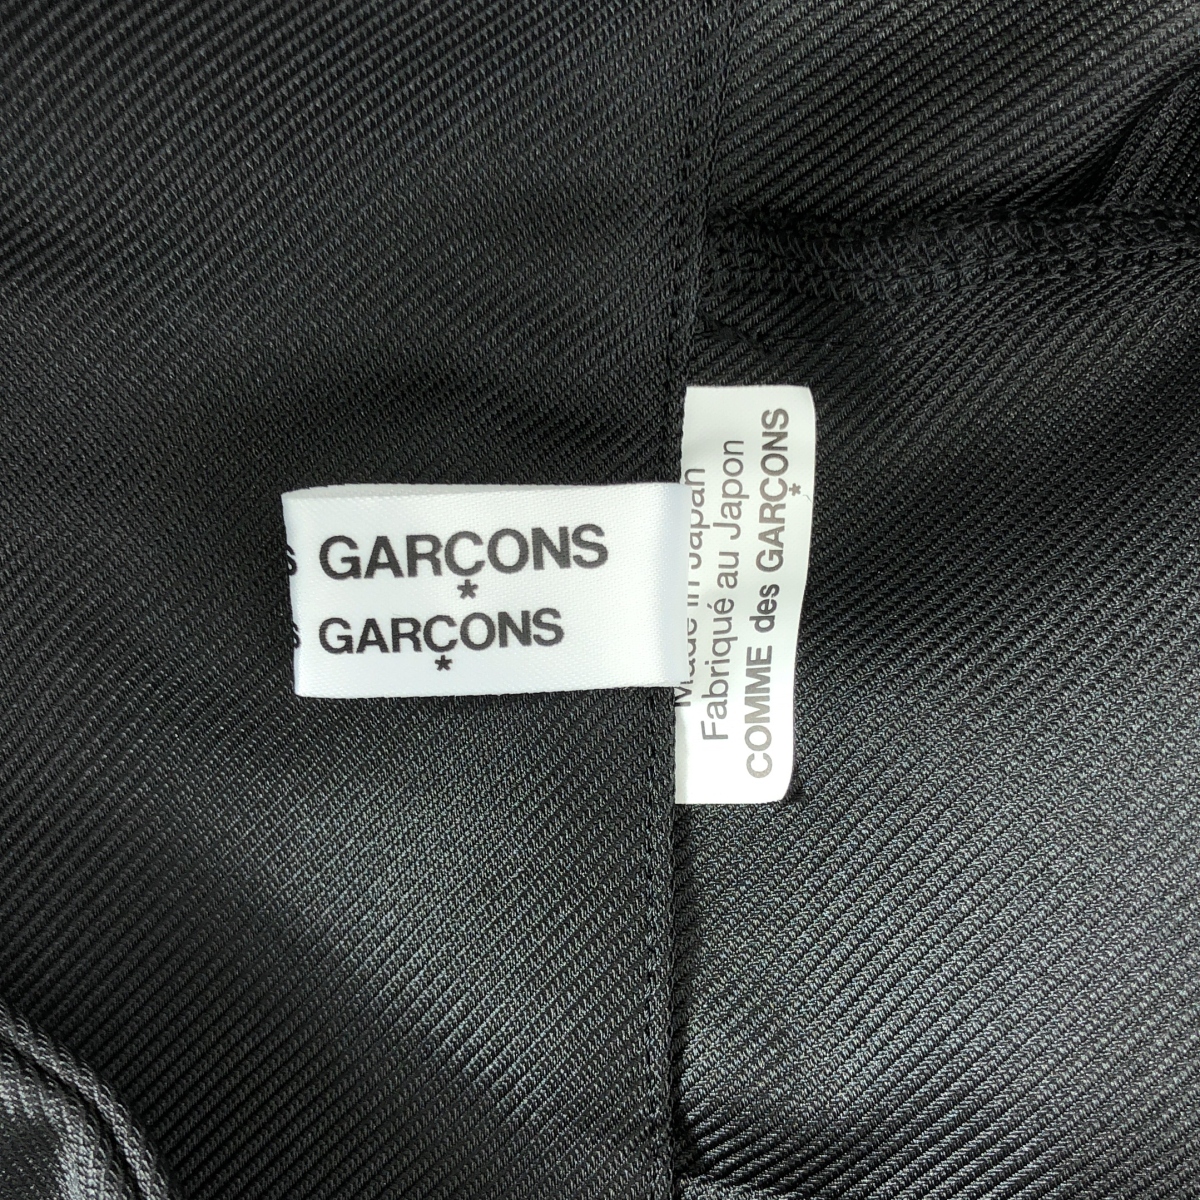 S GARÇONS
*
S GARÇONS
*
Made in Japan
Fabriqué au Japon
COMME des GARÇONS
*